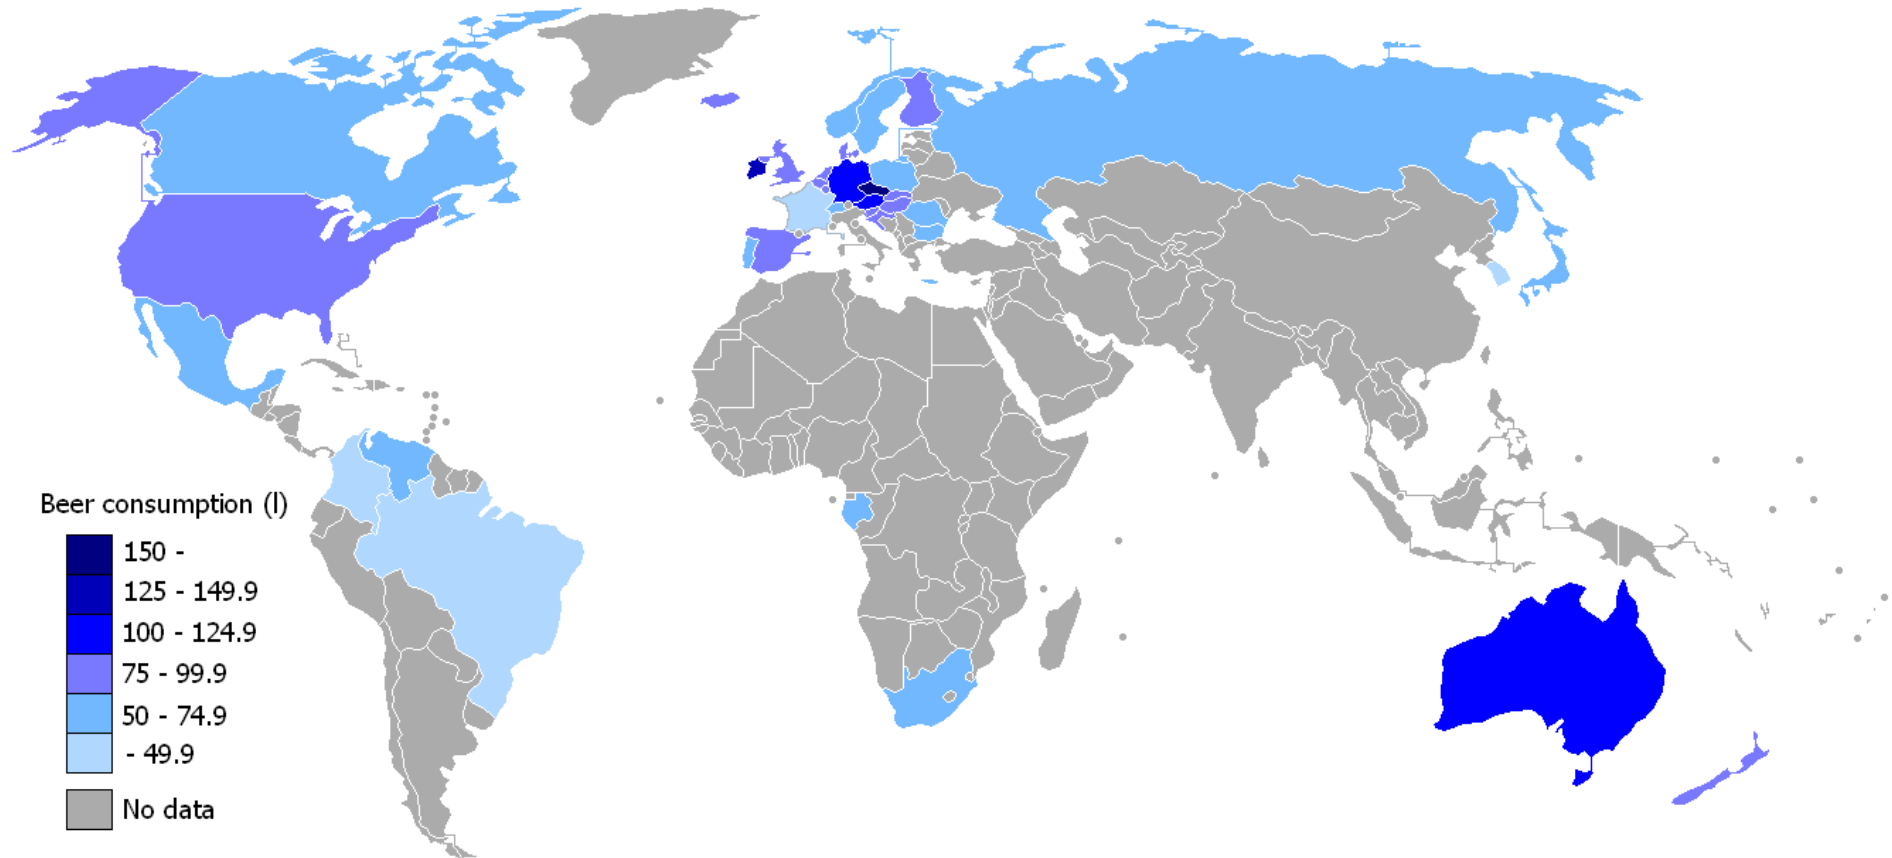 Beer consumption (l)
150 -
125 - 149.9
100 - 124.9
75 - 99.9
50 - 74.9
- 49.9
No data